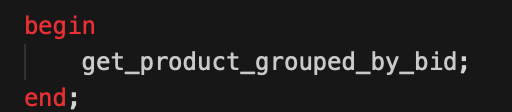 begin
    get_product_grouped_by_bid;
end;